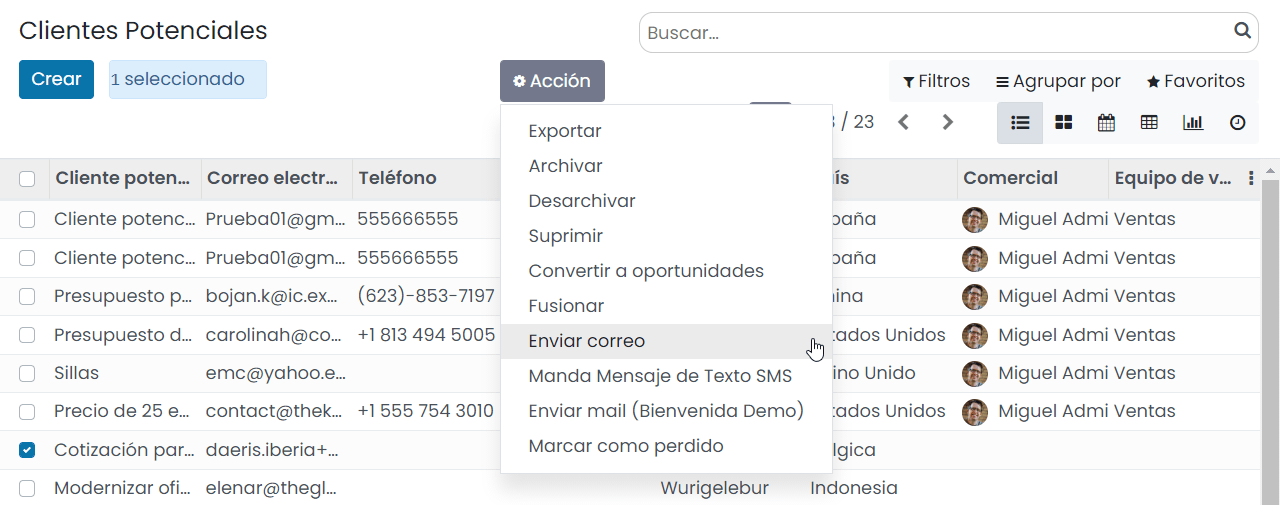 Clientes Potenciales
Buscar...
Crear
1 seleccionado
Acción
Filtros
Agrupar por
Favoritos
/ 23
Exportar
Archivar
Desarchivar
Suprimir
Convertir a oportunidades
Fusionar
Enviar correo
Manda Mensaje de Texto SMS
Enviar mail (Bienvenida Demo)
Marcar como perdido
Cliente poten... Correo electr... Teléfono ís Comercial Equipo de v...
Cliente potenc... Prueba01@gm... 555666555 paña Miguel Admi Ventas
Cliente potenc... Prueba01@gm... 555666555 paña Miguel Admi Ventas
Presupuesto p... bojan.k@ic.ex... (623)-853-7197 ina Miguel Admi Ventas
Presupuesto d... carolinah@co... +1 813 494 5005 tados Unidos Miguel Admi Ventas
Sillas emc@yahoo.e... ino Unido Miguel Admi Ventas
Precio de 25 e... contact@thek... +1 555 754 3010 tados Unidos Miguel Admi Ventas
Cotización par... daeris.iberia+... lgica
Modernizar ofi... elenar@thegl... Wurigelebur Indonesia